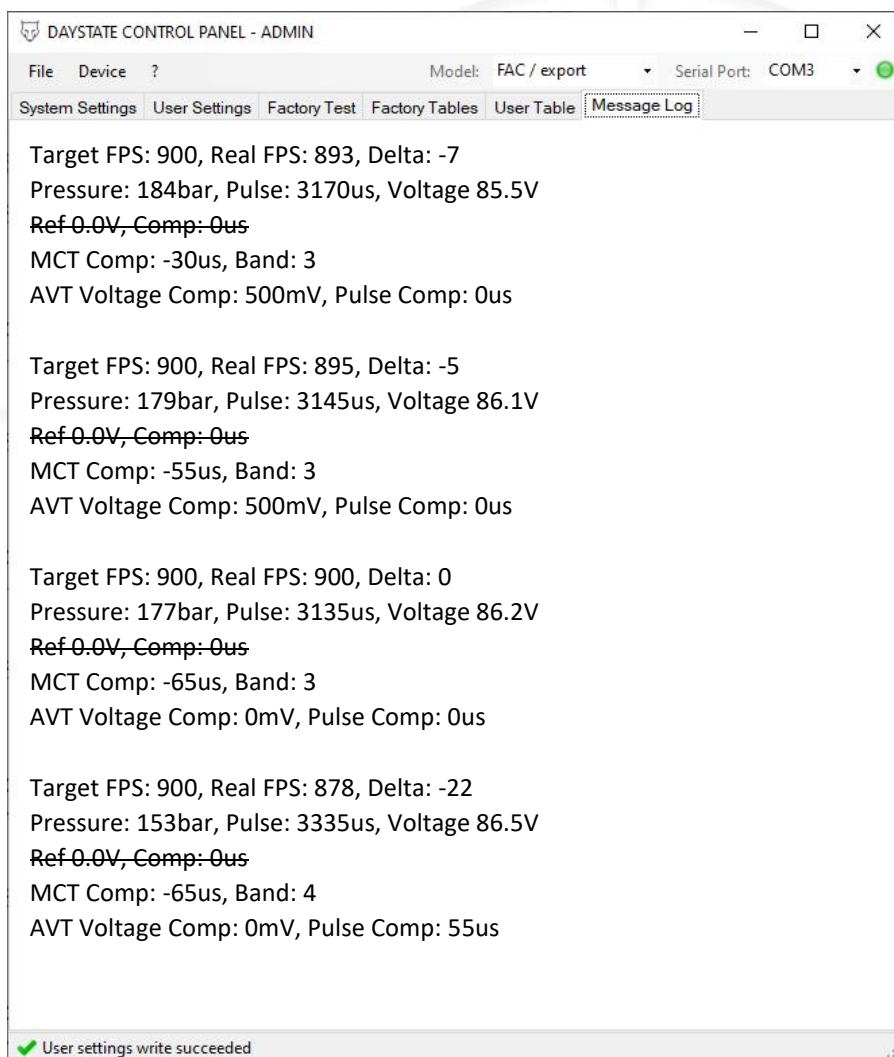 DAYSTATE CONTROL PANEL - ADMIN
File Device ? Model: FAC / export Serial Port: COM3
System Settings User Settings Factory Test Factory Tables User Table Message Log
Target FPS: 900, Real FPS: 893, Delta: -7
Pressure: 184bar, Pulse: 3170us, Voltage 85.5V
Ref 0.0V, Comp: 0us
MCT Comp: -30us, Band: 3
AVT Voltage Comp: 500mV, Pulse Comp: 0us
Target FPS: 900, Real FPS: 895, Delta: -5
Pressure: 179bar, Pulse: 3145us, Voltage 86.1V
Ref 0.0V, Comp: 0us
MCT Comp: -55us, Band: 3
AVT Voltage Comp: 500mV, Pulse Comp: 0us
Target FPS: 900, Real FPS: 900, Delta: 0
Pressure: 177bar, Pulse: 3135us, Voltage 86.2V
Ref 0.0V, Comp: 0us
MCT Comp: -65us, Band: 3
AVT Voltage Comp: 0mV, Pulse Comp: 0us
Target FPS: 900, Real FPS: 878, Delta: -22
Pressure: 153bar, Pulse: 3335us, Voltage 86.5V
Ref 0.0V, Comp: 0us
MCT Comp: -65us, Band: 4
AVT Voltage Comp: 0mV, Pulse Comp: 55us
User settings write succeeded